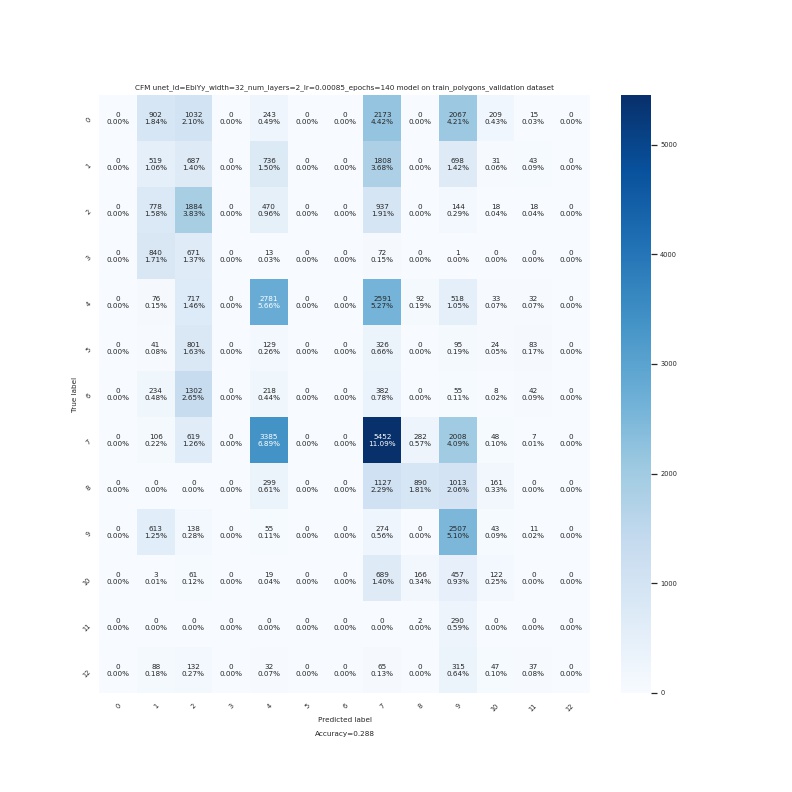 CFM unet_id=EbIYy_width=32_num_layers=2_lr=0.00085_epochs=140 model on train_polygons_validation dataset
0 0 902 1032 0 243 0 0 2173 0 2067 209 15 0
0.00% 1.84% 2.10% 0.00% 0.49% 0.00% 0.00% 4.42% 0.00% 4.21% 0.43% 0.03% 0.00%
1 0 519 687 0 736 0 0 1808 0 698 31 43 0
0.00% 1.06% 1.40% 0.00% 1.50% 0.00% 0.00% 3.68% 0.00% 1.42% 0.06% 0.09% 0.00%
2 0 778 1884 0 470 0 0 937 0 144 18 18 0
0.00% 1.58% 3.83% 0.00% 0.96% 0.00% 0.00% 1.91% 0.00% 0.29% 0.04% 0.04% 0.00%
3 0 840 671 0 13 0 0 72 0 1 0 0 0
0.00% 1.71% 1.37% 0.00% 0.03% 0.00% 0.00% 0.15% 0.00% 0.00% 0.00% 0.00% 0.00%
4 0 76 717 0 2781 0 0 2591 92 518 33 32 0
0.00% 0.15% 1.46% 0.00% 5.66% 0.00% 0.00% 5.27% 0.19% 1.05% 0.07% 0.07% 0.00%
5 0 41 801 0 129 0 0 326 0 95 24 83 0
0.00% 0.08% 1.63% 0.00% 0.26% 0.00% 0.00% 0.66% 0.00% 0.19% 0.05% 0.17% 0.00%
6 0 234 1302 0 218 0 0 382 0 55 8 42 0
0.00% 0.48% 2.65% 0.00% 0.44% 0.00% 0.00% 0.78% 0.00% 0.11% 0.02% 0.09% 0.00%
7 0 106 619 0 3385 0 0 5452 282 2008 48 7 0
0.00% 0.22% 1.26% 0.00% 6.89% 0.00% 0.00% 11.09% 0.57% 4.09% 0.10% 0.01% 0.00%
8 0 0 0 0 299 0 0 1127 890 1013 161 0 0
0.00% 0.00% 0.00% 0.00% 0.61% 0.00% 0.00% 2.29% 1.81% 2.06% 0.33% 0.00% 0.00%
9 0 613 138 0 55 0 0 274 0 2507 43 11 0
0.00% 1.25% 0.28% 0.00% 0.11% 0.00% 0.00% 0.56% 0.00% 5.10% 0.09% 0.02% 0.00%
10 0 3 61 0 19 0 0 689 166 457 122 0 0
0.00% 0.01% 0.12% 0.00% 0.04% 0.00% 0.00% 1.40% 0.34% 0.93% 0.25% 0.00% 0.00%
11 0 0 0 0 0 0 0 0 2 290 0 0 0
0.00% 0.00% 0.00% 0.00% 0.00% 0.00% 0.00% 0.00% 0.00% 0.59% 0.00% 0.00% 0.00%
12 0 88 132 0 32 0 0 65 0 315 47 37 0
0.00% 0.18% 0.27% 0.00% 0.07% 0.00% 0.00% 0.13% 0.00% 0.64% 0.10% 0.08% 0.00%
True label
0 1 2 3 4 5 6 7 8 9 10 11 12
Predicted label
Accuracy=0.288
5000
4000
3000
2000
1000
0